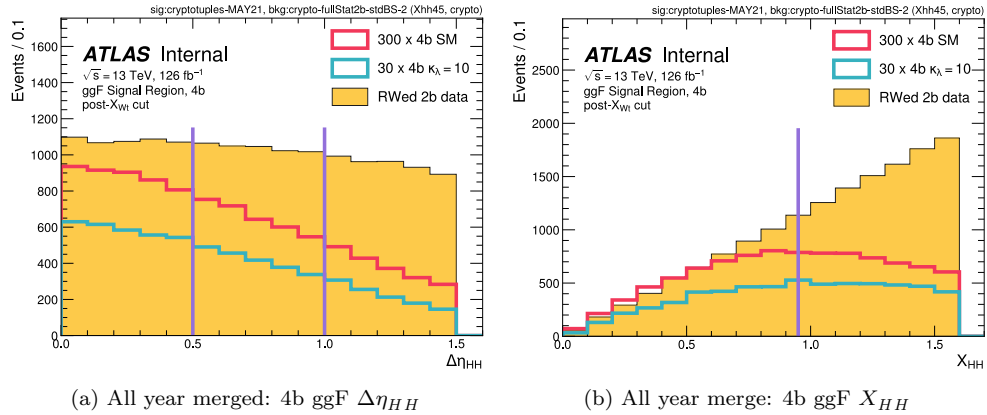 sig:cryptotuples-MAY21, bkg:crypto-fullStat2b-stdBS-2 (Xhh45, crypto)
Events / 0.1
1600
1400
1200
1000
800
600
400
200
0
ATLAS Internal
√s = 13 TeV, 126 fb⁻¹
ggF Signal Region, 4b
post-X_Wt cut
300 x 4b SM
30 x 4b κ_λ = 10
RWed 2b data
0.0 0.5 1.0 1.5
Δη_HH
(a) All year merged: 4b ggF Δη_HH
sig:cryptotuples-MAY21, bkg:crypto-fullStat2b-stdBS-2 (Xhh45, crypto)
Events / 0.1
2500
2000
1500
1000
500
0
ATLAS Internal
√s = 13 TeV, 126 fb⁻¹
ggF Signal Region, 4b
post-X_Wt cut
300 x 4b SM
30 x 4b κ_λ = 10
RWed 2b data
0.0 0.5 1.0 1.5
X_HH
(b) All year merge: 4b ggF X_HH